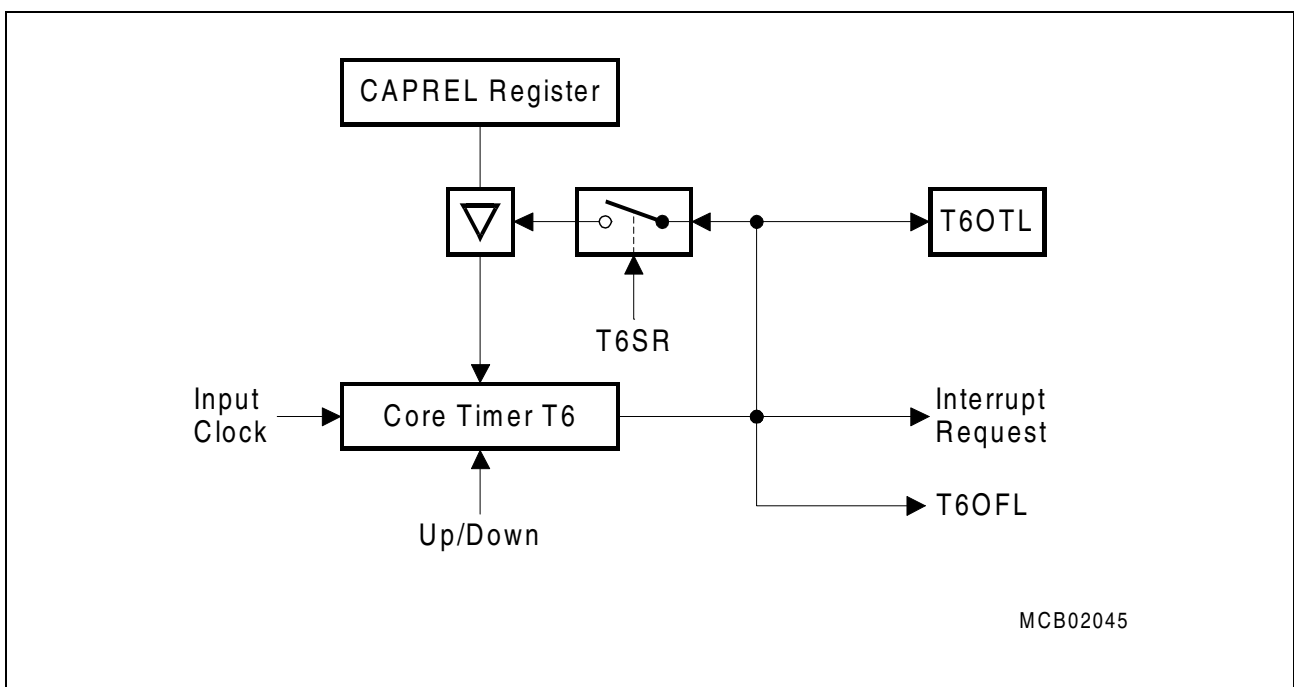 CAPREL Register
T6OTL
T6SR
Input
Clock
Core Timer T6
Interrupt
Request
T6OFL
Up/Down
MCB02045